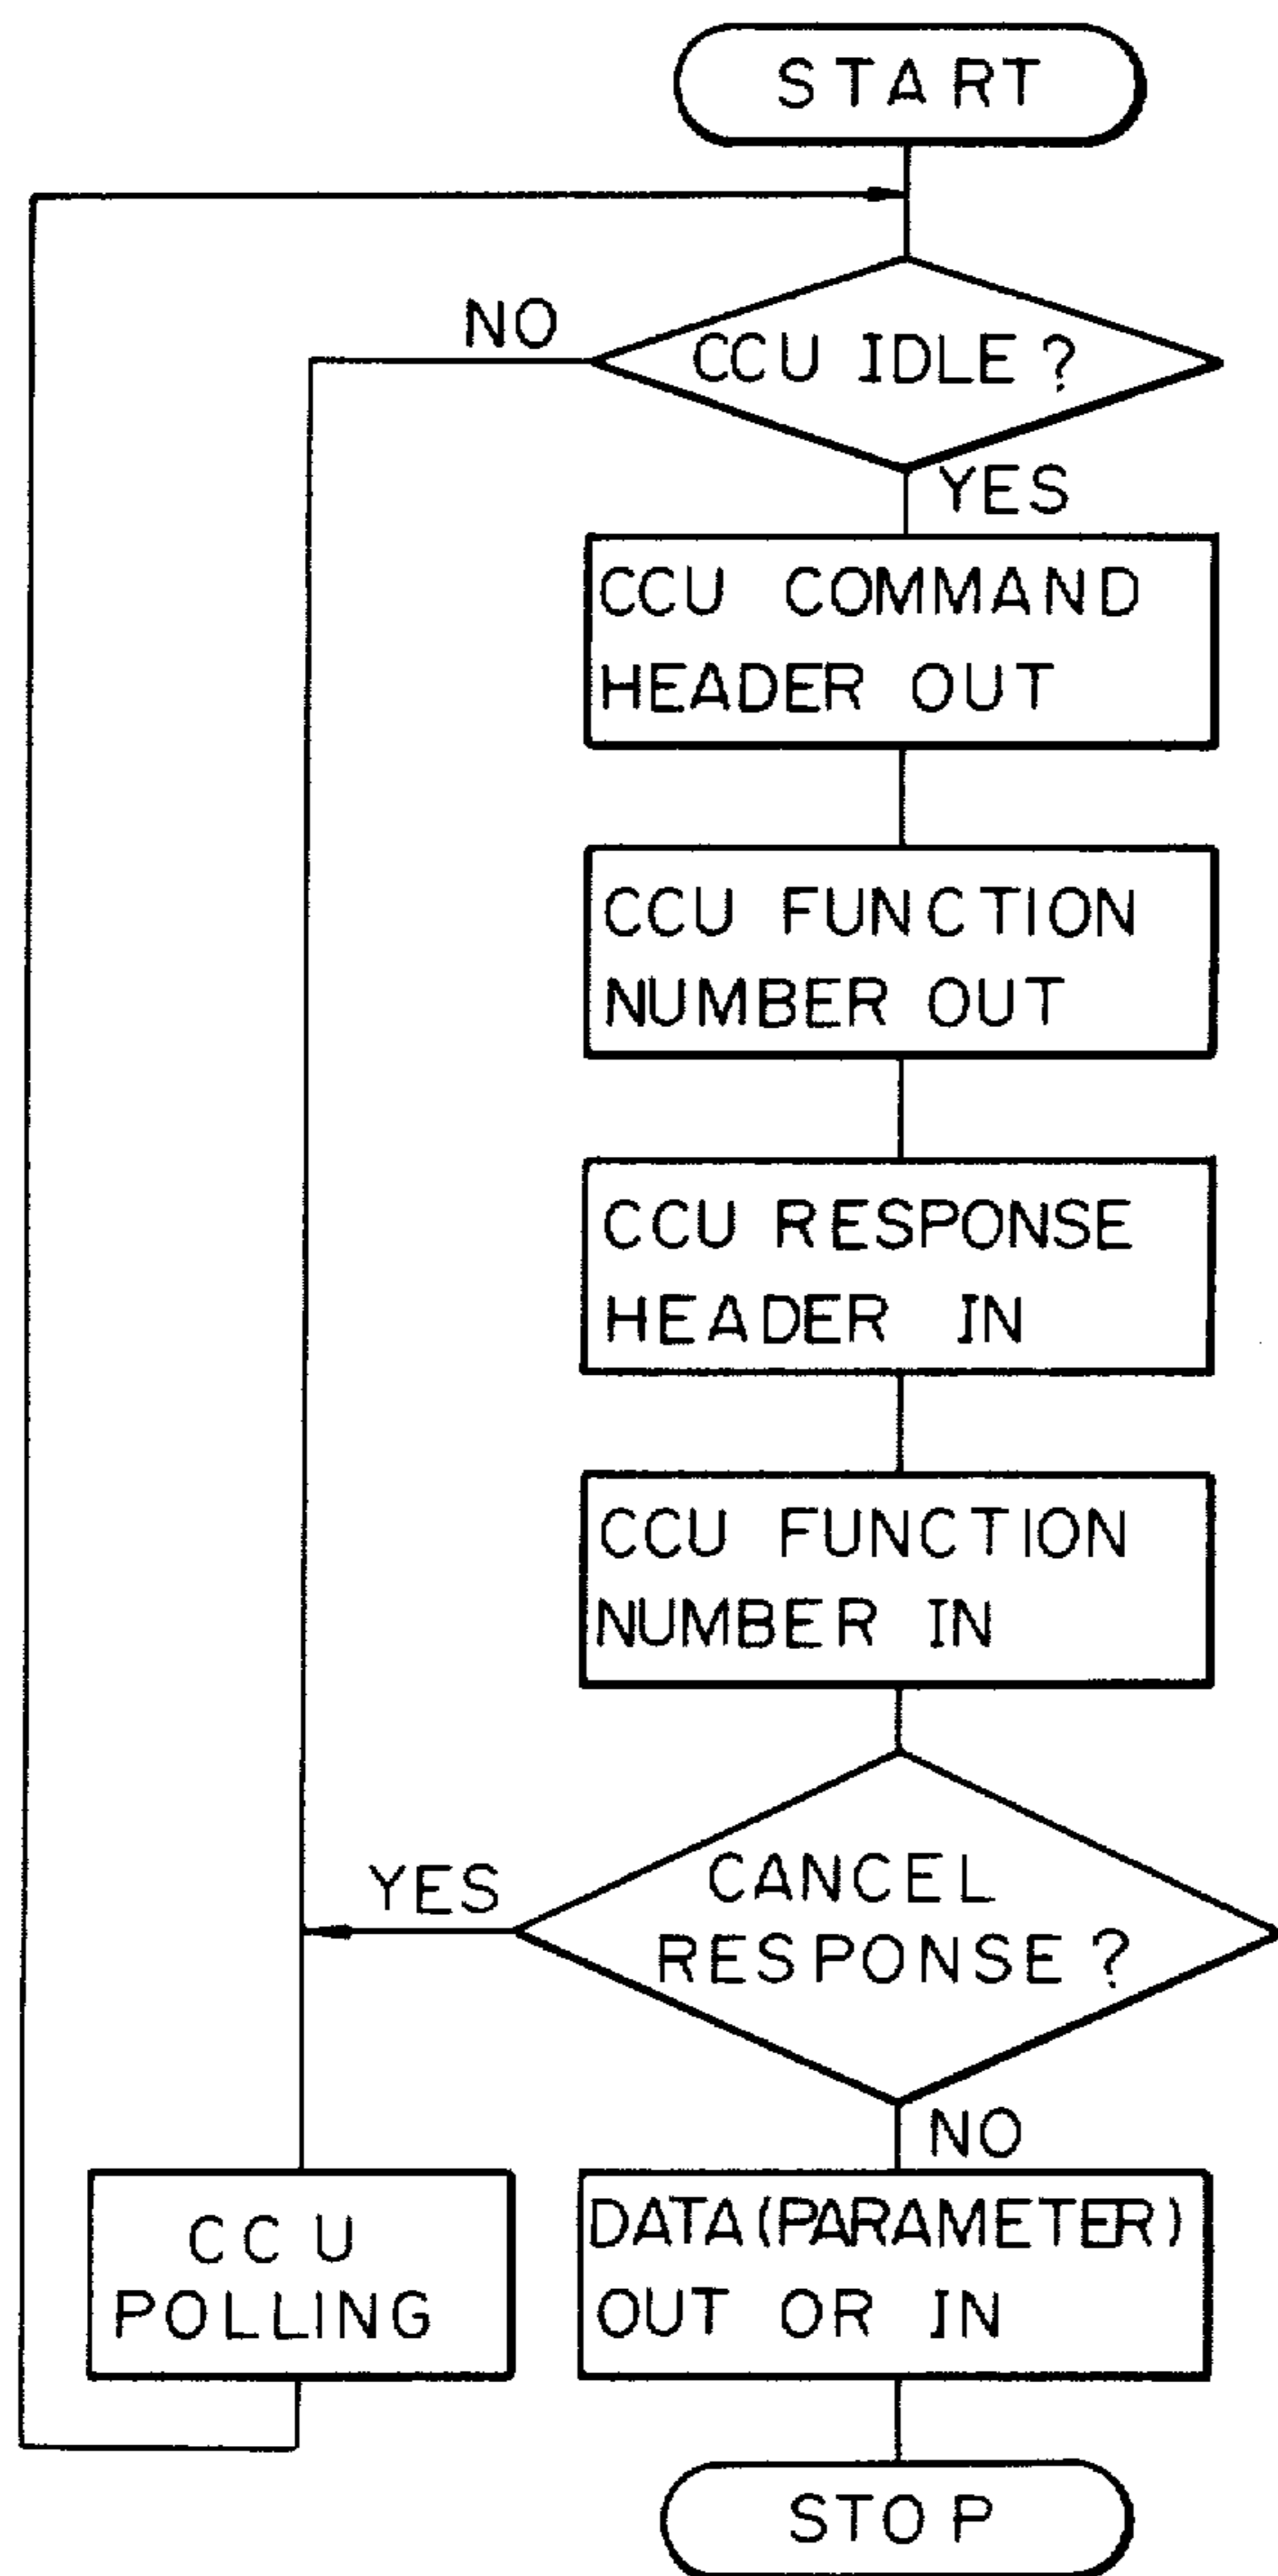 START
NO
CCU IDLE?
YES
CCU COMMAND
HEADER OUT
CCU FUNCTION
NUMBER OUT
CCU RESPONSE
HEADER IN
CCU FUNCTION
NUMBER IN
YES
CANCEL
RESPONSE?
NO
CCU
POLLING
DATA(PARAMETER)
OUT OR IN
STOP